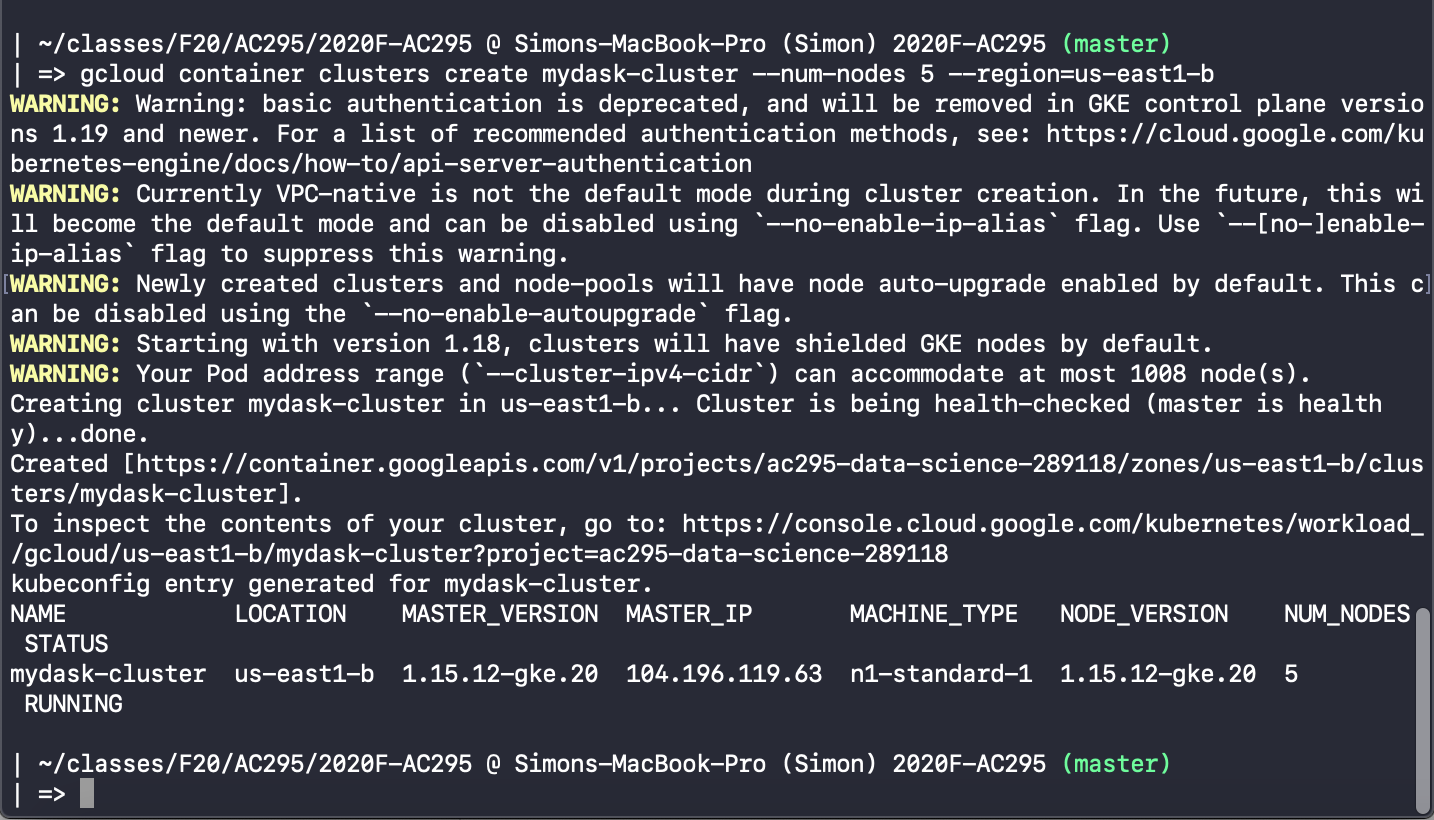 | ~/classes/F20/AC295/2020F-AC295 @ Simons-MacBook-Pro (Simon) 2020F-AC295 (master)
| => gcloud container clusters create mydask-cluster --num-nodes 5 --region=us-east1-b
WARNING: Warning: basic authentication is deprecated, and will be removed in GKE control plane versio
ns 1.19 and newer. For a list of recommended authentication methods, see: https://cloud.google.com/ku
bernetes-engine/docs/how-to/api-server-authentication
WARNING: Currently VPC-native is not the default mode during cluster creation. In the future, this wi
ll become the default mode and can be disabled using `--no-enable-ip-alias` flag. Use `--[no-]enable-
ip-alias` flag to suppress this warning.
[WARNING: Newly created clusters and node-pools will have node auto-upgrade enabled by default. This c]
an be disabled using the `--no-enable-autoupgrade` flag.
WARNING: Starting with version 1.18, clusters will have shielded GKE nodes by default.
WARNING: Your Pod address range (`--cluster-ipv4-cidr`) can accommodate at most 1008 node(s).
Creating cluster mydask-cluster in us-east1-b... Cluster is being health-checked (master is health
y)...done.
Created [https://container.googleapis.com/v1/projects/ac295-data-science-289118/zones/us-east1-b/clus
ters/mydask-cluster].
To inspect the contents of your cluster, go to: https://console.cloud.google.com/kubernetes/workload_
/gcloud/us-east1-b/mydask-cluster?project=ac295-data-science-289118
kubeconfig entry generated for mydask-cluster.
NAME            LOCATION    MASTER_VERSION  MASTER_IP       MACHINE_TYPE   NODE_VERSION    NUM_NODES
 STATUS
mydask-cluster  us-east1-b  1.15.12-gke.20  104.196.119.63  n1-standard-1  1.15.12-gke.20  5
 RUNNING
| ~/classes/F20/AC295/2020F-AC295 @ Simons-MacBook-Pro (Simon) 2020F-AC295 (master)
| =>